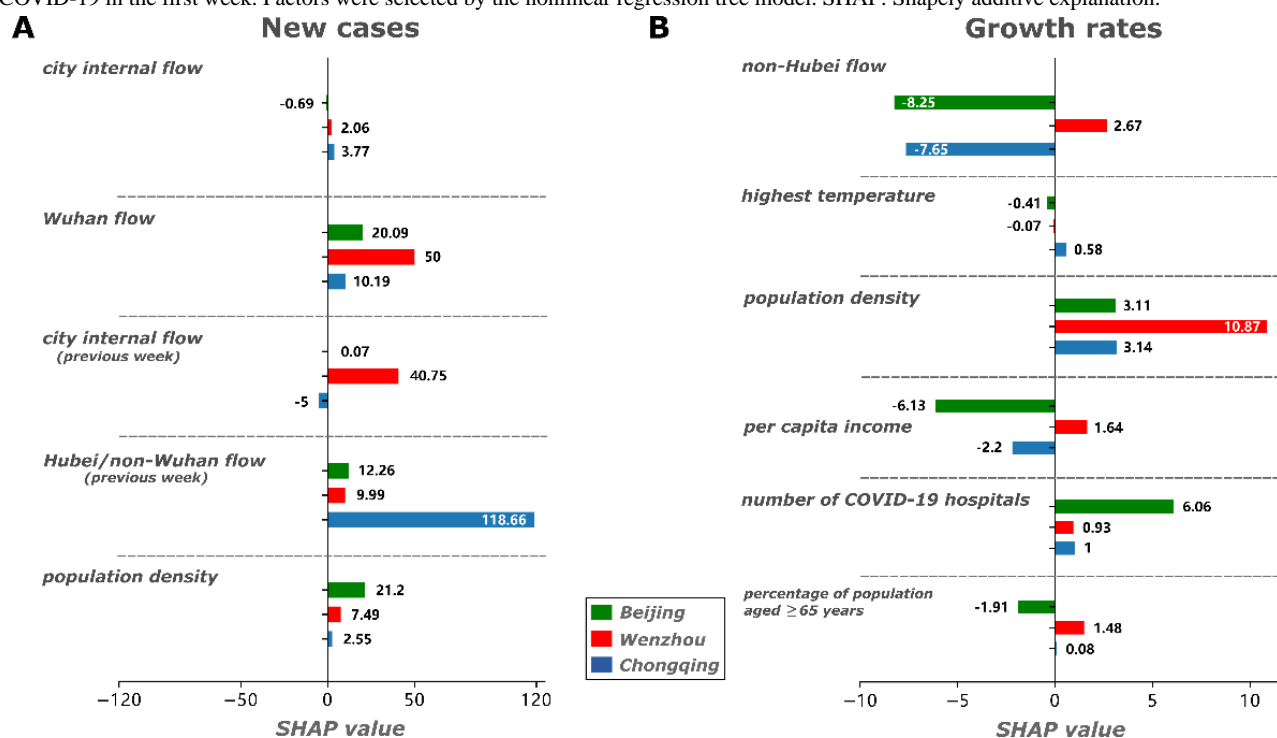 COVID-19 in the first week. Factors were selected by the nonlinear regression tree model. SHAP: Shapely additive explanation.
A
New cases
city internal flow
-0.69
2.06
3.77
Wuhan flow
20.09
50
10.19
city internal flow
(previous week)
0.07
40.75
-5
Hubei/non-Wuhan flow
(previous week)
12.26
9.99
118.66
population density
21.2
7.49
2.55
−120 −50 0 50 120
SHAP value
Beijing
Wenzhou
Chongqing
B
Growth rates
non-Hubei flow
-8.25
2.67
-7.65
highest temperature
-0.41
-0.07
0.58
population density
3.11
10.87
3.14
-6.13
per capita income
1.64
-2.2
number of COVID-19 hospitals
6.06
0.93
1
percentage of population
aged ≥65 years
-1.91
1.48
0.08
−10 −5 0 5 10
SHAP value